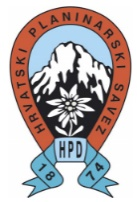 HRVATSKI PLANINARSKI SAVEZ
HPD
18 74